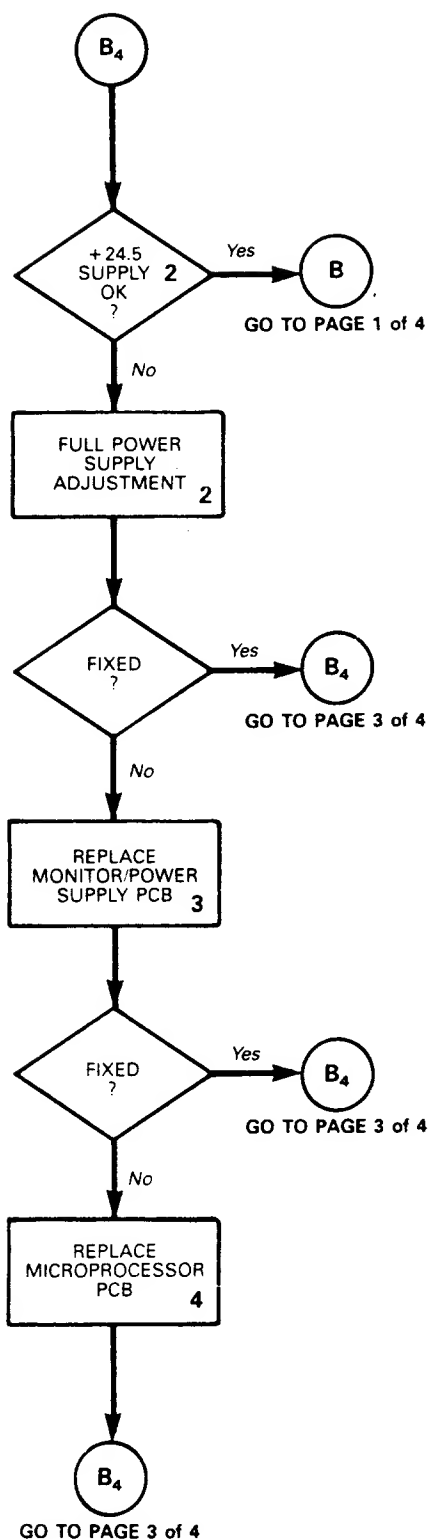 B₄
+24.5
SUPPLY 2
OK
?
Yes
B
GO TO PAGE 1 of 4
No
FULL POWER
SUPPLY
ADJUSTMENT
2
FIXED
?
Yes
B₄
GO TO PAGE 3 of 4
No
REPLACE
MONITOR/POWER
SUPPLY PCB
3
FIXED
?
Yes
B₄
GO TO PAGE 3 of 4
No
REPLACE
MICROPROCESSOR
PCB
4
B₄
GO TO PAGE 3 of 4